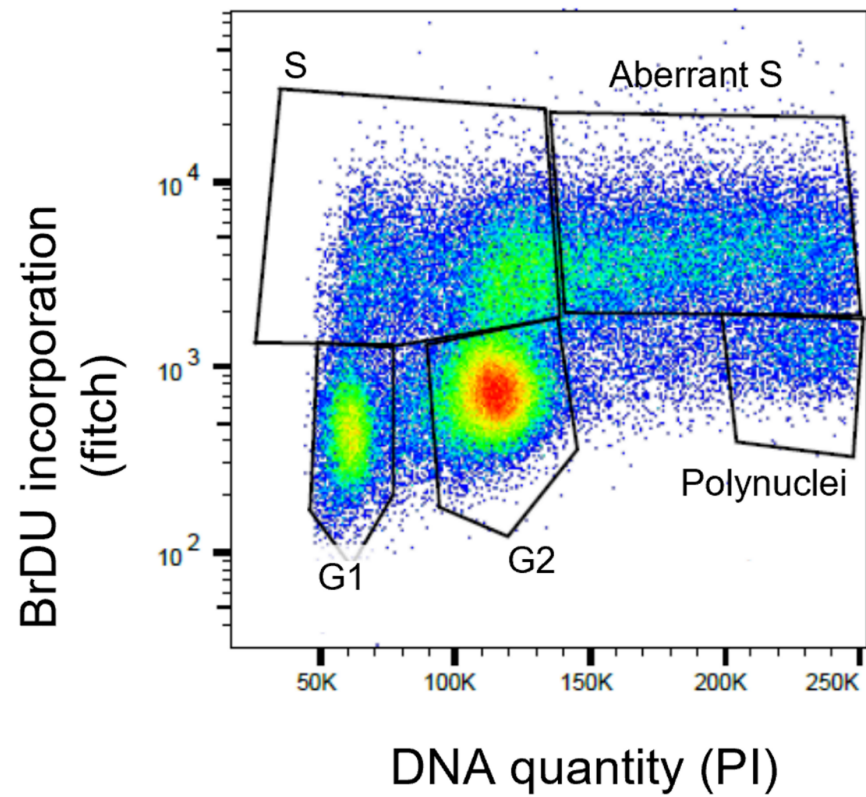 S
Aberrant S
10 4
10 3
10 2
BrDU incorporation
(fitch)
Polynuclei
G1
G2
50K
100K
150K
200K
250K
DNA quantity (PI)